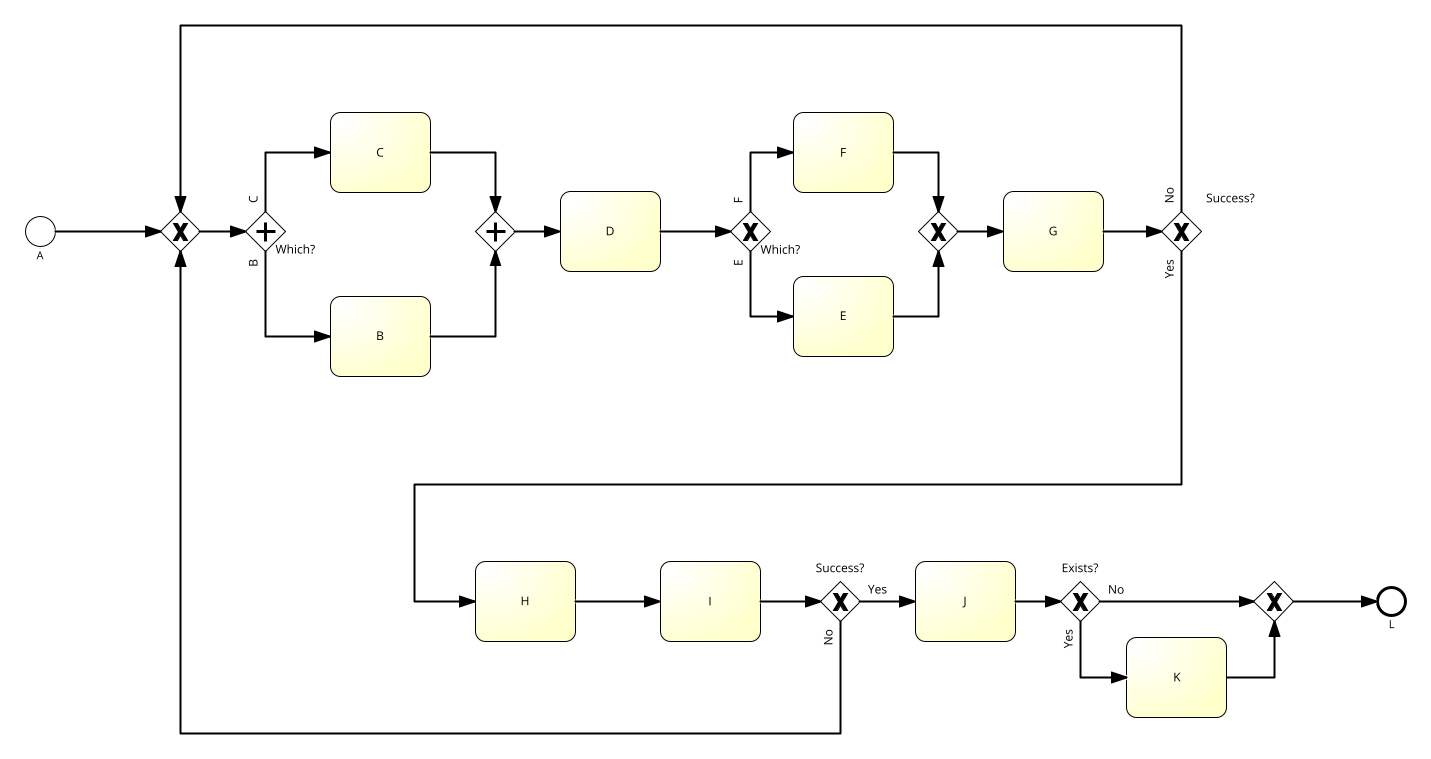 No
Success?
C
F
C
F
A
Which?
D
Which?
G
B
E
Yes
B
E
Success?
Exists?
Yes
No
H
I
J
No
Yes
L
K